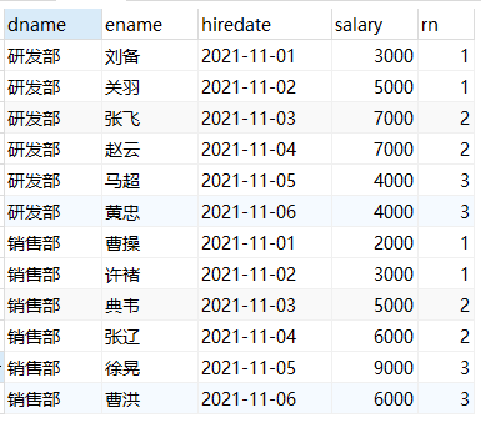 dname ename hiredate salary rn
研发部 刘备 2021-11-01 3000 1
研发部 关羽 2021-11-02 5000 1
研发部 张飞 2021-11-03 7000 2
研发部 赵云 2021-11-04 7000 2
研发部 马超 2021-11-05 4000 3
研发部 黄忠 2021-11-06 4000 3
销售部 曹操 2021-11-01 2000 1
销售部 许褚 2021-11-02 3000 1
销售部 典韦 2021-11-03 5000 2
销售部 张辽 2021-11-04 6000 2
销售部 徐晃 2021-11-05 9000 3
销售部 曹洪 2021-11-06 6000 3